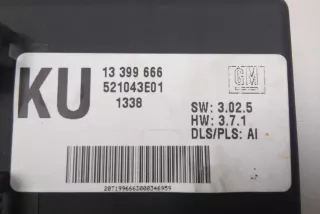 KU
13 399 666
521043E01
1338
GM
SW: 3.02.5
HW: 3.7.1
DLS/PLS: AI